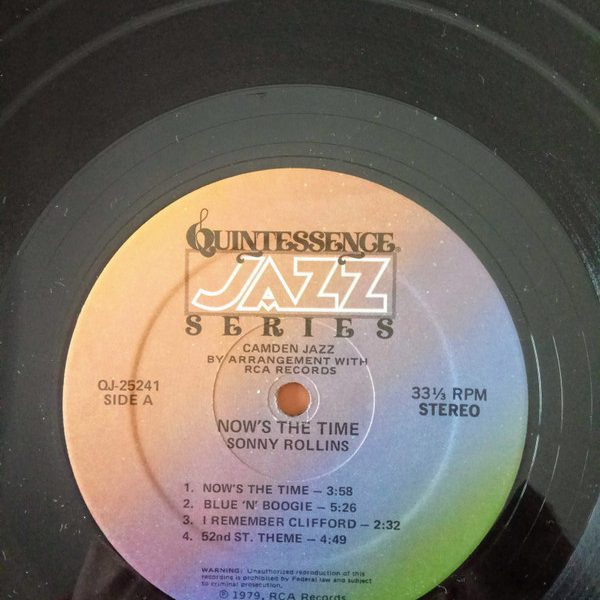 QUINTESSENCE®
JAZZ
SERIES
CAMDEN JAZZ
BY ARRANGEMENT WITH
RCA RECORDS
QJ-25241
SIDE A
33⅓ RPM
STEREO
NOW'S THE TIME
SONNY ROLLINS
1. NOW'S THE TIME – 3:58
2. BLUE 'N' BOOGIE – 5:26
3. I REMEMBER CLIFFORD – 2:32
4. 52nd ST. THEME – 4:49
WARNING: Unauthorized reproduction of this
recording is prohibited by Federal law and subject
to criminal prosecution.
℗ 1979, RCA Records